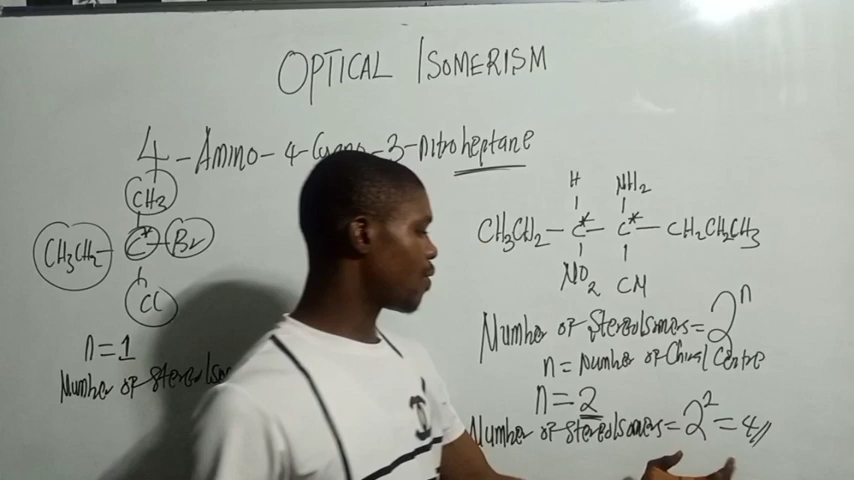 OPTICAL ISOMERISM
4-Amino-4-Cyano-3-nitroheptane
CH3
CH3CH2- C* -Br
Cl
n=1
Number of Stereoiso
H NH2
CH3CH2- C* - C* - CH2CH2CH3
NO2 CN
Number of Stereoisomers = 2^n
n = Number of Chiral Centre
n = 2
Number of Stereoisomers = 2^2 = 4//